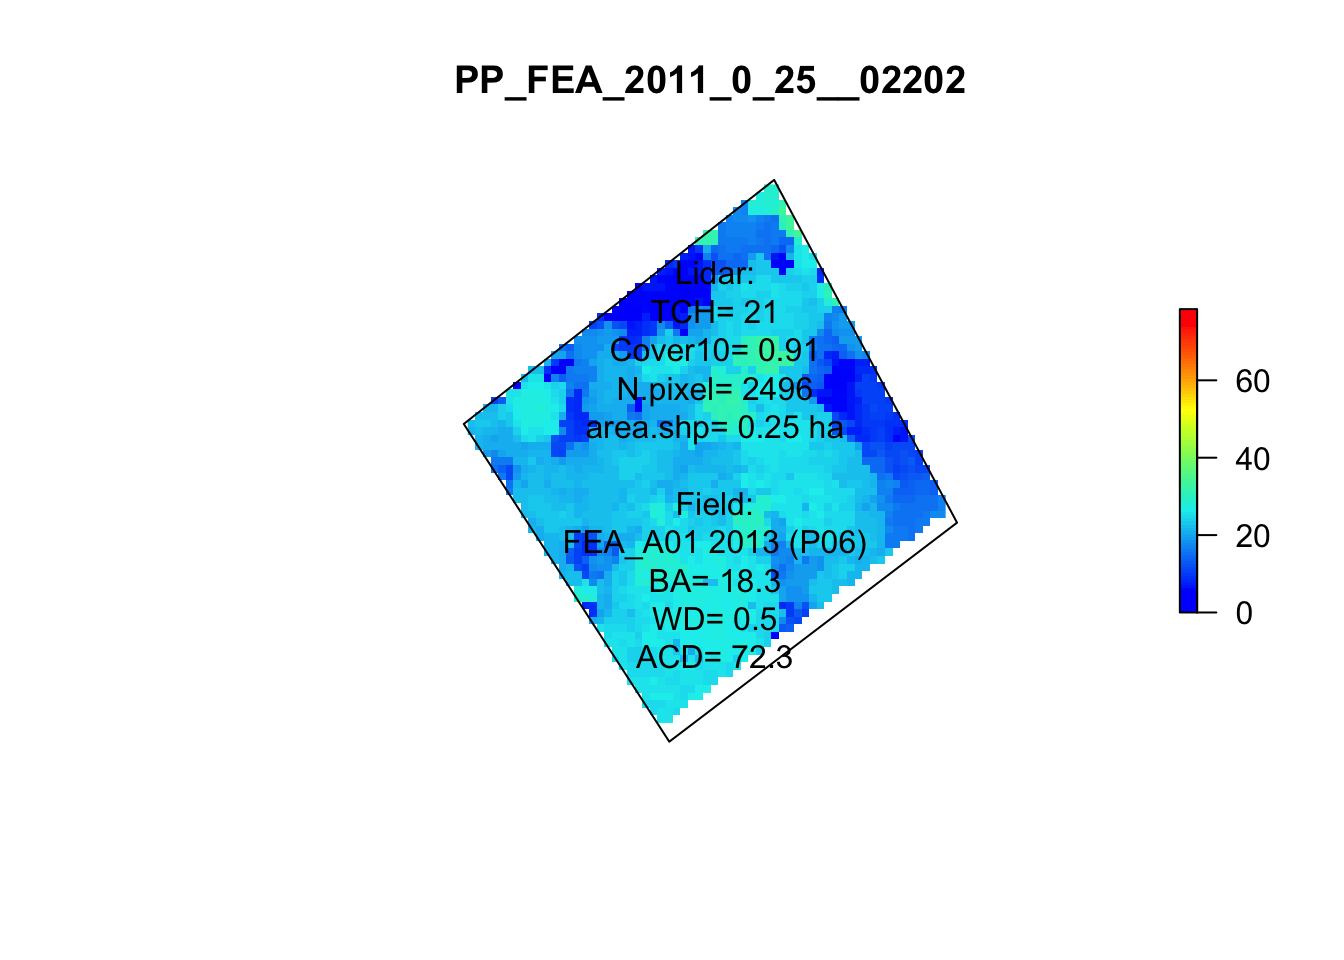 PP_FEA_2011_0_25__02202
Lidar:
TCH= 21
Cover10= 0.91
N.pixel= 2496
area.shp= 0.25 ha
Field:
FEA_A01 2013 (P06)
BA= 18.3
WD= 0.5
ACD= 72.3
60
40
20
0